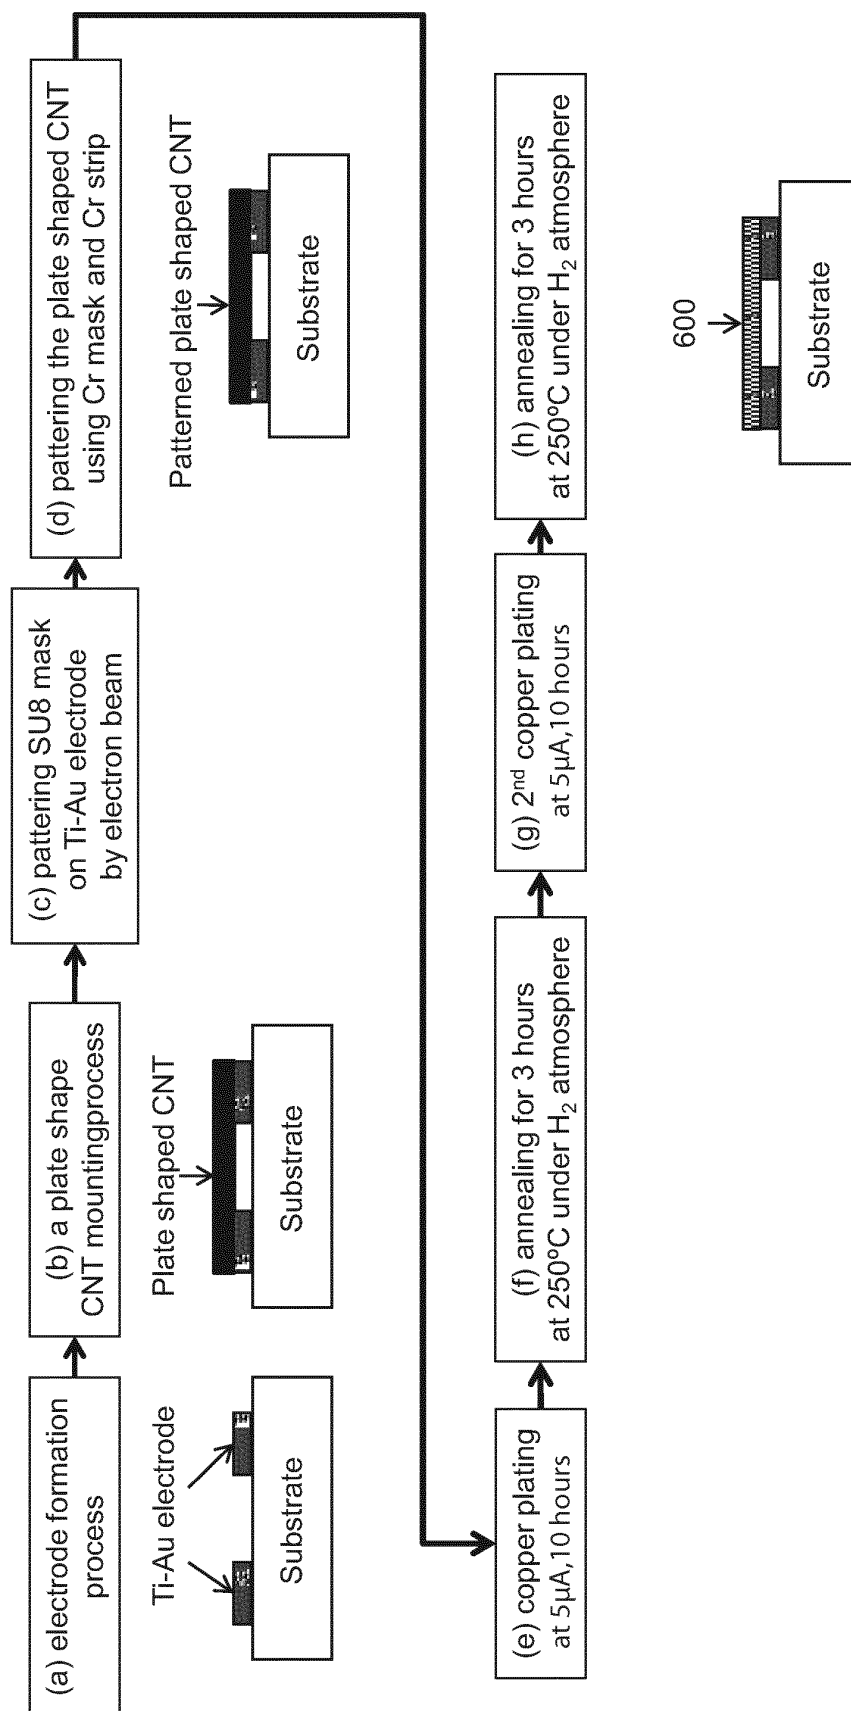 (a) electrode formation
process
Ti-Au electrode
Substrate
(b) a plate shape
CNT mountingprocess
Plate shaped CNT
Substrate
(c) pattering SU8 mask
on Ti-Au electrode
by electron beam
(d) pattering the plate shaped CNT
using Cr mask and Cr strip
Patterned plate shaped CNT
Substrate
(e) copper plating
at 5μA,10 hours
(f) annealing for 3 hours
at 250ºC under H₂ atmosphere
(g) 2ⁿᵈ copper plating
at 5μA,10 hours
(h) annealing for 3 hours
at 250ºC under H₂ atmosphere
600
Substrate